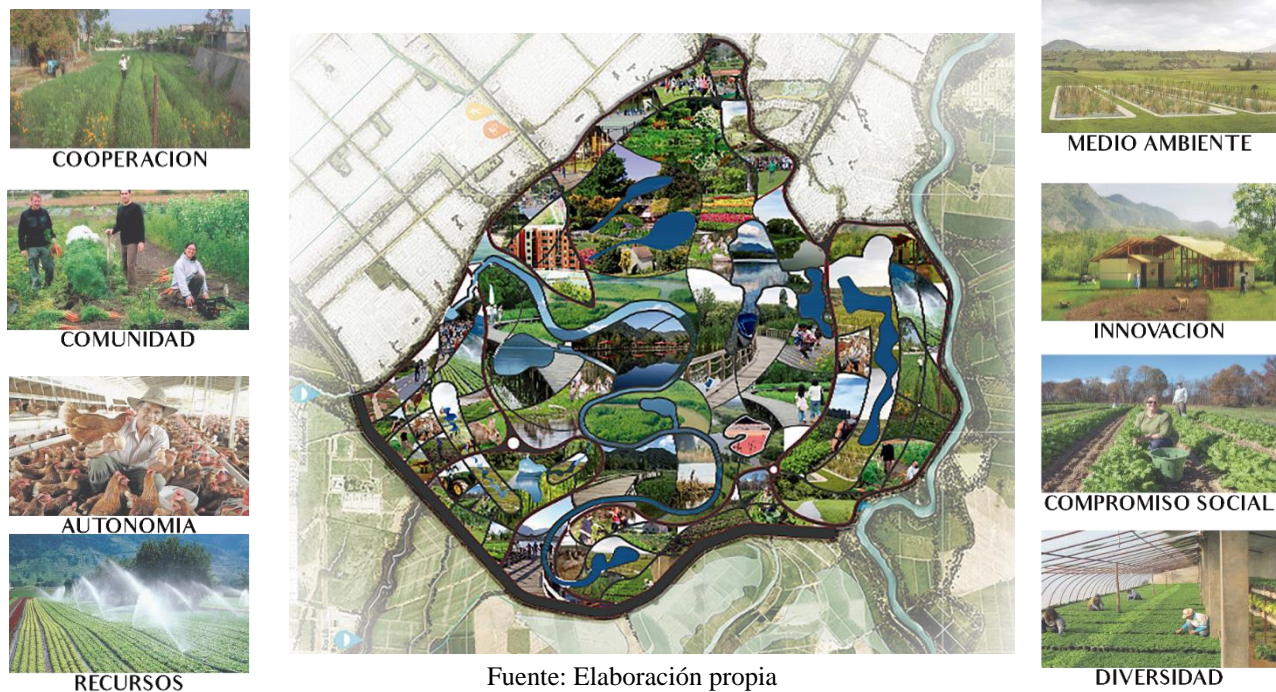 COOPERACION
COMUNIDAD
AUTONOMIA
RECURSOS
Fuente: Elaboración propia
MEDIO AMBIENTE
INNOVACION
COMPROMISO SOCIAL
DIVERSIDAD